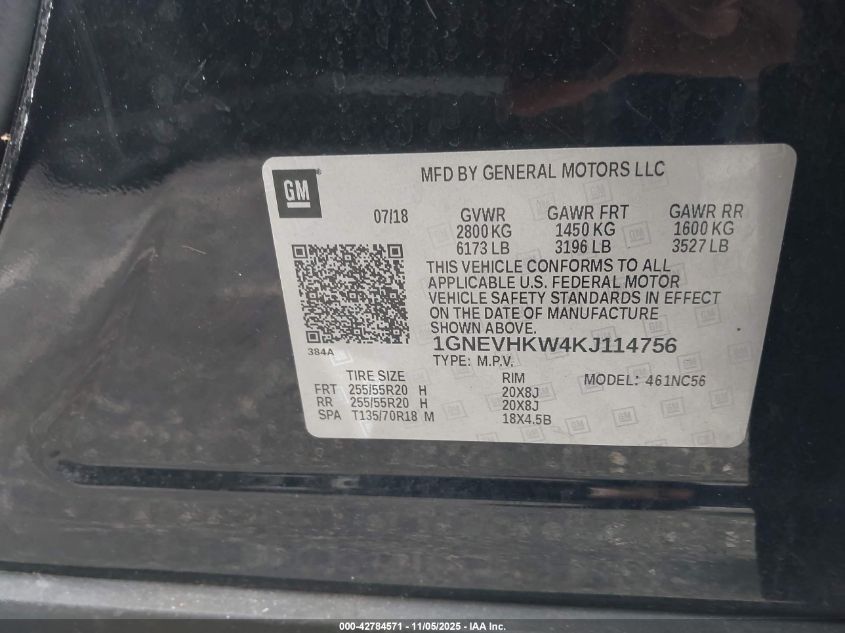 GM ®
MFD BY GENERAL MOTORS LLC
07/18 GVWR GAWR FRT GAWR RR
2800 KG 1450 KG 1600 KG
6173 LB 3196 LB 3527 LB
THIS VEHICLE CONFORMS TO ALL
APPLICABLE U.S. FEDERAL MOTOR
VEHICLE SAFETY STANDARDS IN EFFECT
ON THE DATE OF MANUFACTURE
SHOWN ABOVE.
384A
1GNEVHKW4KJ114756
TYPE: M.P.V.
TIRE SIZE RIM MODEL: 461NC56
FRT 255/55R20 H 20X8J
RR 255/55R20 H 20X8J
SPA T135/70R18 M 18X4.5B
000-42784571 - 11/05/2025 - IAA Inc.